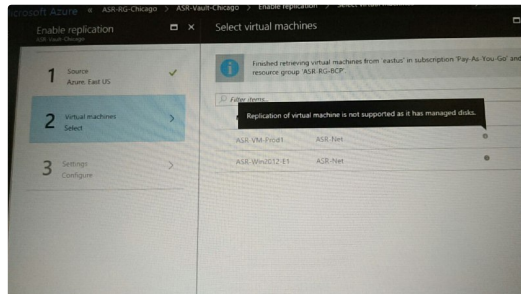 Microsoft Azure « ASR-RG-Chicago > ASR-Vault-Chicago > Enable replication > Select virtual machines
Enable replication
ASR-Vault-Chicago
Select virtual machines
1 Source
Azure, East US
2 Virtual machines
Select
3 Settings
Configure
Finished retrieving virtual machines from 'eastus' in subscription 'Pay-As-You-Go' and
resource group 'ASR-RG-BCP'
Filter items...
Replication of virtual machine is not supported as it has managed disks.
ASR-VM-Prod1 ASR-Net
ASR-Win2012-E1 ASR-Net